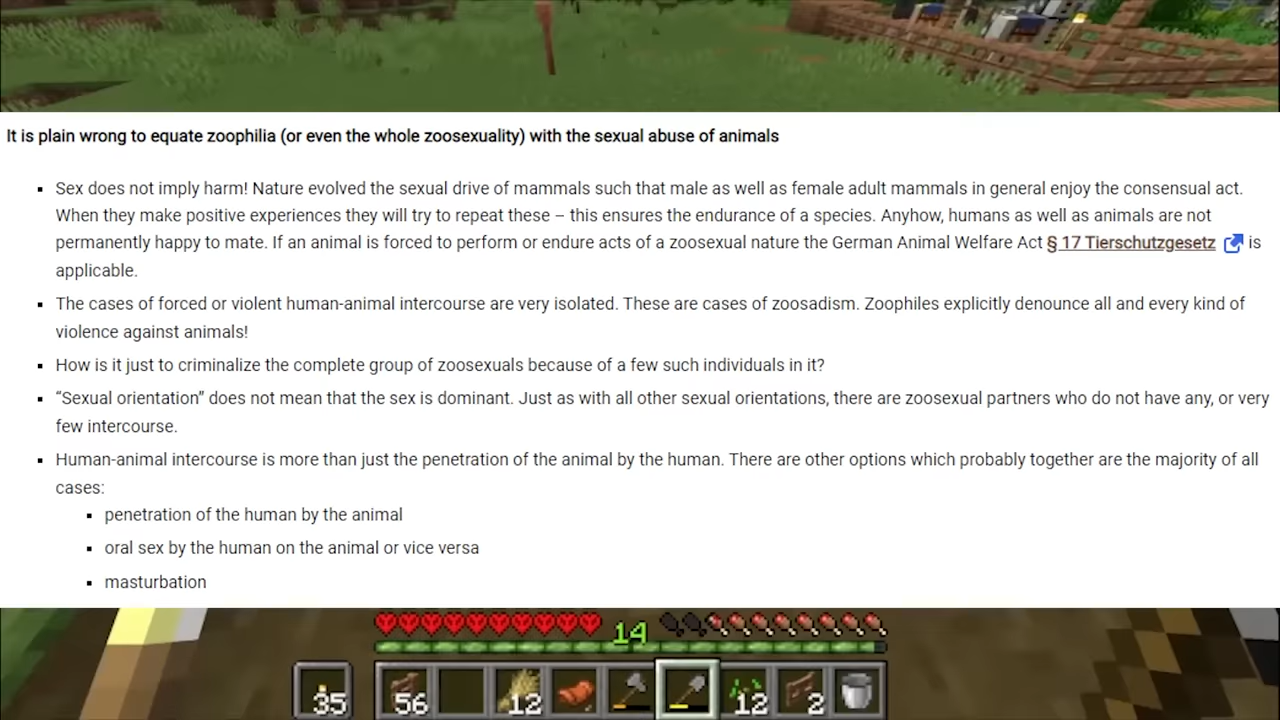 It is plain wrong to equate zoophilia (or even the whole zoosexuality) with the sexual abuse of animals
Sex does not imply harm! Nature evolved the sexual drive of mammals such that male as well as female adult mammals in general enjoy the consensual act.
When they make positive experiences they will try to repeat these – this ensures the endurance of a species. Anyhow, humans as well as animals are not
permanently happy to mate. If an animal is forced to perform or endure acts of a zoosexual nature the German Animal Welfare Act § 17 Tierschutzgesetz is
applicable.
The cases of forced or violent human-animal intercourse are very isolated. These are cases of zoosadism. Zoophiles explicitly denounce all and every kind of
violence against animals!
How is it just to criminalize the complete group of zoosexuals because of a few such individuals in it?
“Sexual orientation” does not mean that the sex is dominant. Just as with all other sexual orientations, there are zoosexual partners who do not have any, or very
few intercourse.
Human-animal intercourse is more than just the penetration of the animal by the human. There are other options which probably together are the majority of all
cases:
penetration of the human by the animal
oral sex by the human on the animal or vice versa
masturbation
14
35 56 12 12 2